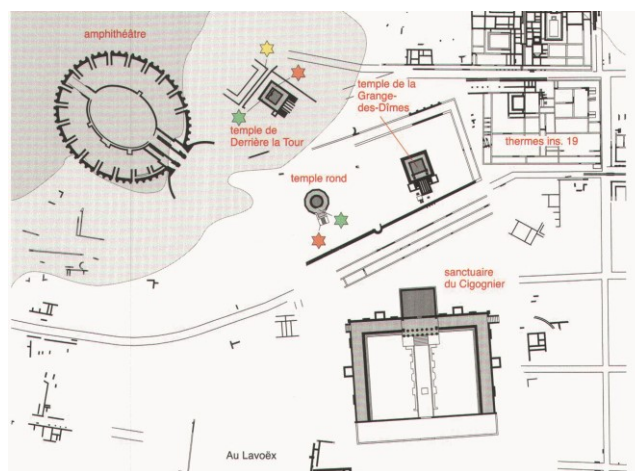 amphithéâtre
temple de la
Grange-
des-Dîmes
temple de
Derrière la Tour
thermes ins. 19
temple rond
sanctuaire
du Cigognier
Au Lavoëx